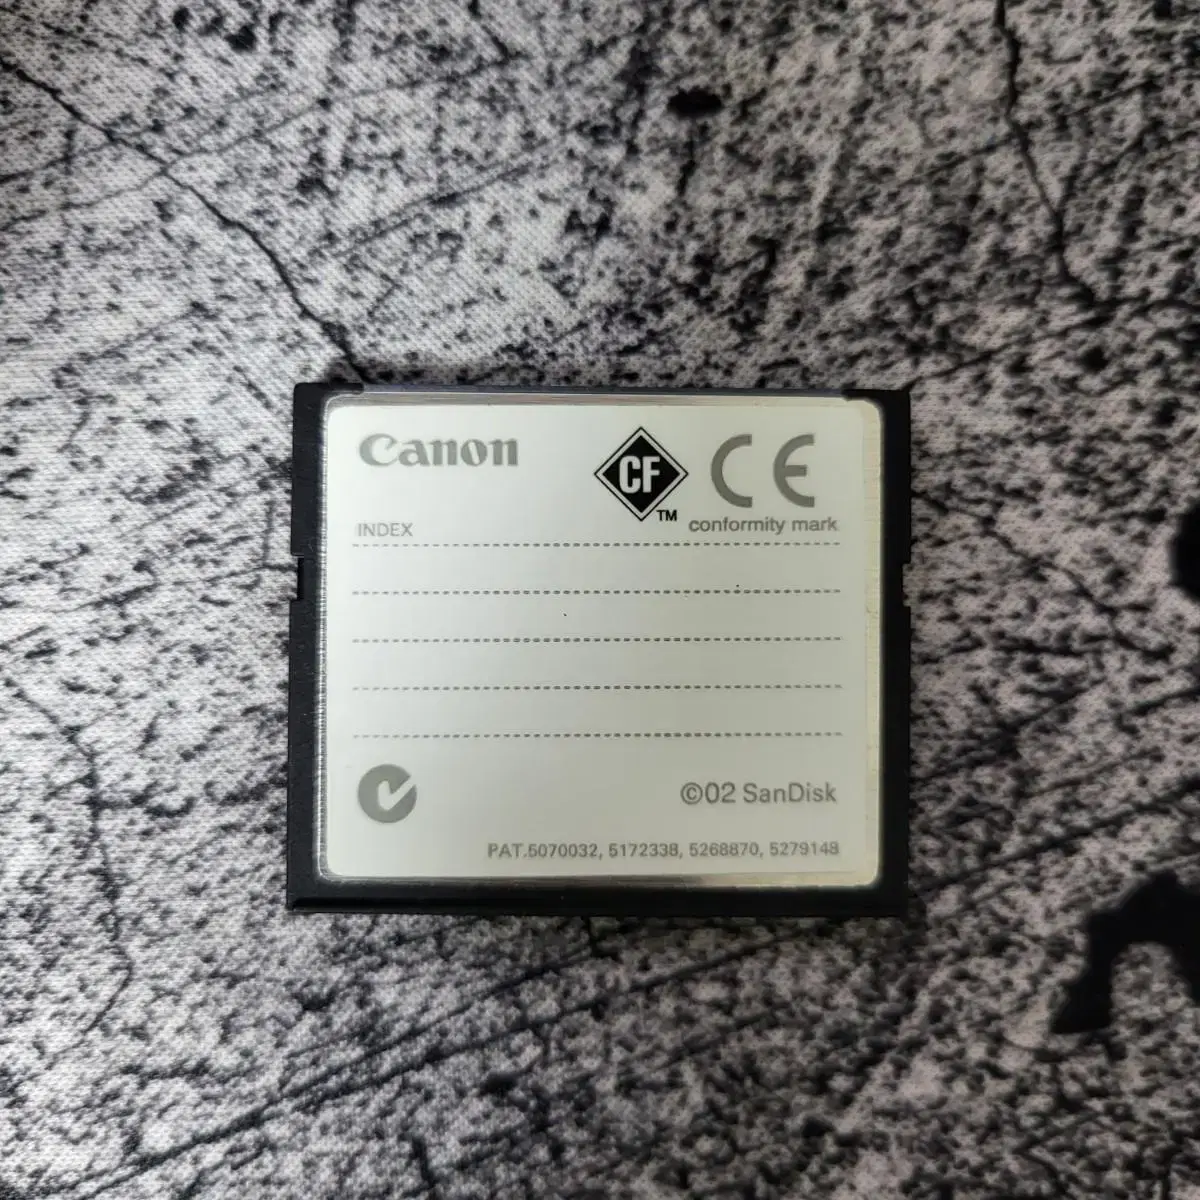 Canon
CF
CE
TM
INDEX
conformity mark
©02 SanDisk
PAT.5070032, 5172338, 5268870, 5279148